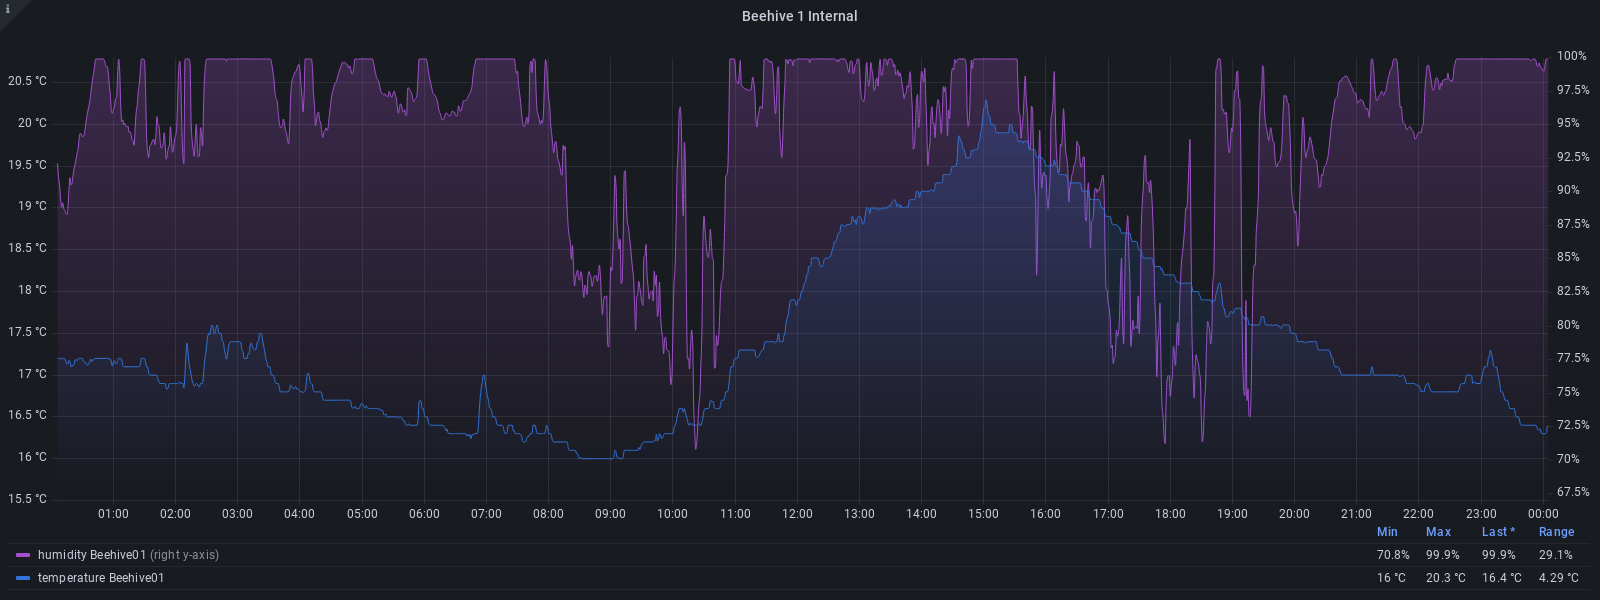 i
Beehive 1 Internal
20.5 °C
20 °C
19.5 °C
19 °C
18.5 °C
18 °C
17.5 °C
17 °C
16.5 °C
16 °C
15.5 °C
100%
97.5%
95%
92.5%
90%
87.5%
85%
82.5%
80%
77.5%
75%
72.5%
70%
67.5%
01:00 02:00 03:00 04:00 05:00 06:00 07:00 08:00 09:00 10:00 11:00 12:00 13:00 14:00 15:00 16:00 17:00 18:00 19:00 20:00 21:00 22:00 23:00 00:00
Min Max Last * Range
humidity Beehive01 (right y-axis) 70.8% 99.9% 99.9% 29.1%
temperature Beehive01 16 °C 20.3 °C 16.4 °C 4.29 °C